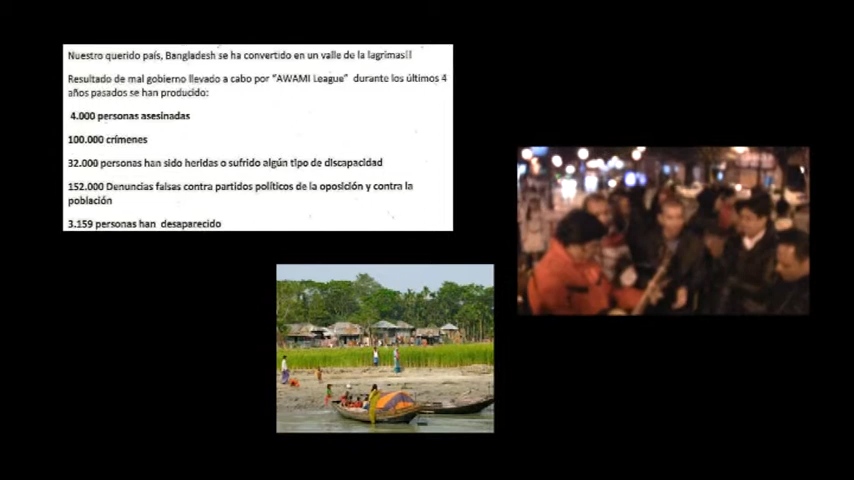 Nuestro querido país, Bangladesh se ha convertido en un valle de la lagrimas!!
Resultado de mal gobierno llevado a cabo por "AWAMI League" durante los últimos 4
años pasados se han producido:
4.000 personas asesinadas
100.000 crímenes
32.000 personas han sido heridas o sufrido algún tipo de discapacidad
152.000 Denuncias falsas contra partidos políticos de la oposición y contra la
población
3.159 personas han desaparecido